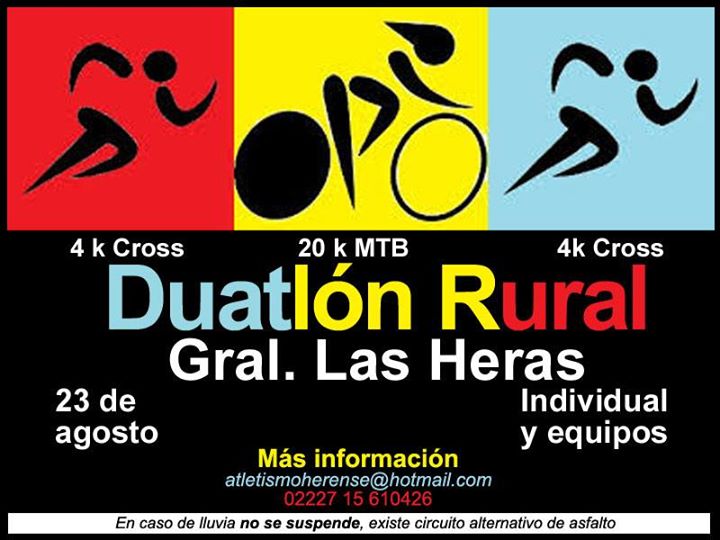 4 k Cross 20 k MTB 4k Cross
Duatlón Rural
Gral. Las Heras
23 de
agosto
Individual
y equipos
Más información
atletismoherense@hotmail.com
02227 15 610426
En caso de lluvia no se suspende, existe circuito alternativo de asfalto